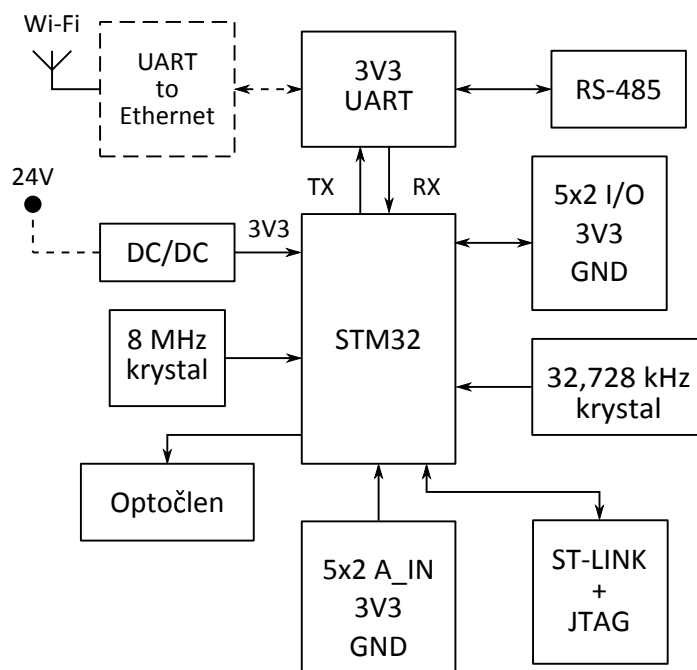 Wi-Fi
UART
to
Ethernet
3V3
UART
RS-485
TX
RX
24V
DC/DC
3V3
5x2 I/O
3V3
GND
8 MHz
krystal
STM32
32,728 kHz
krystal
Optočlen
5x2 A_IN
3V3
GND
ST-LINK
+
JTAG